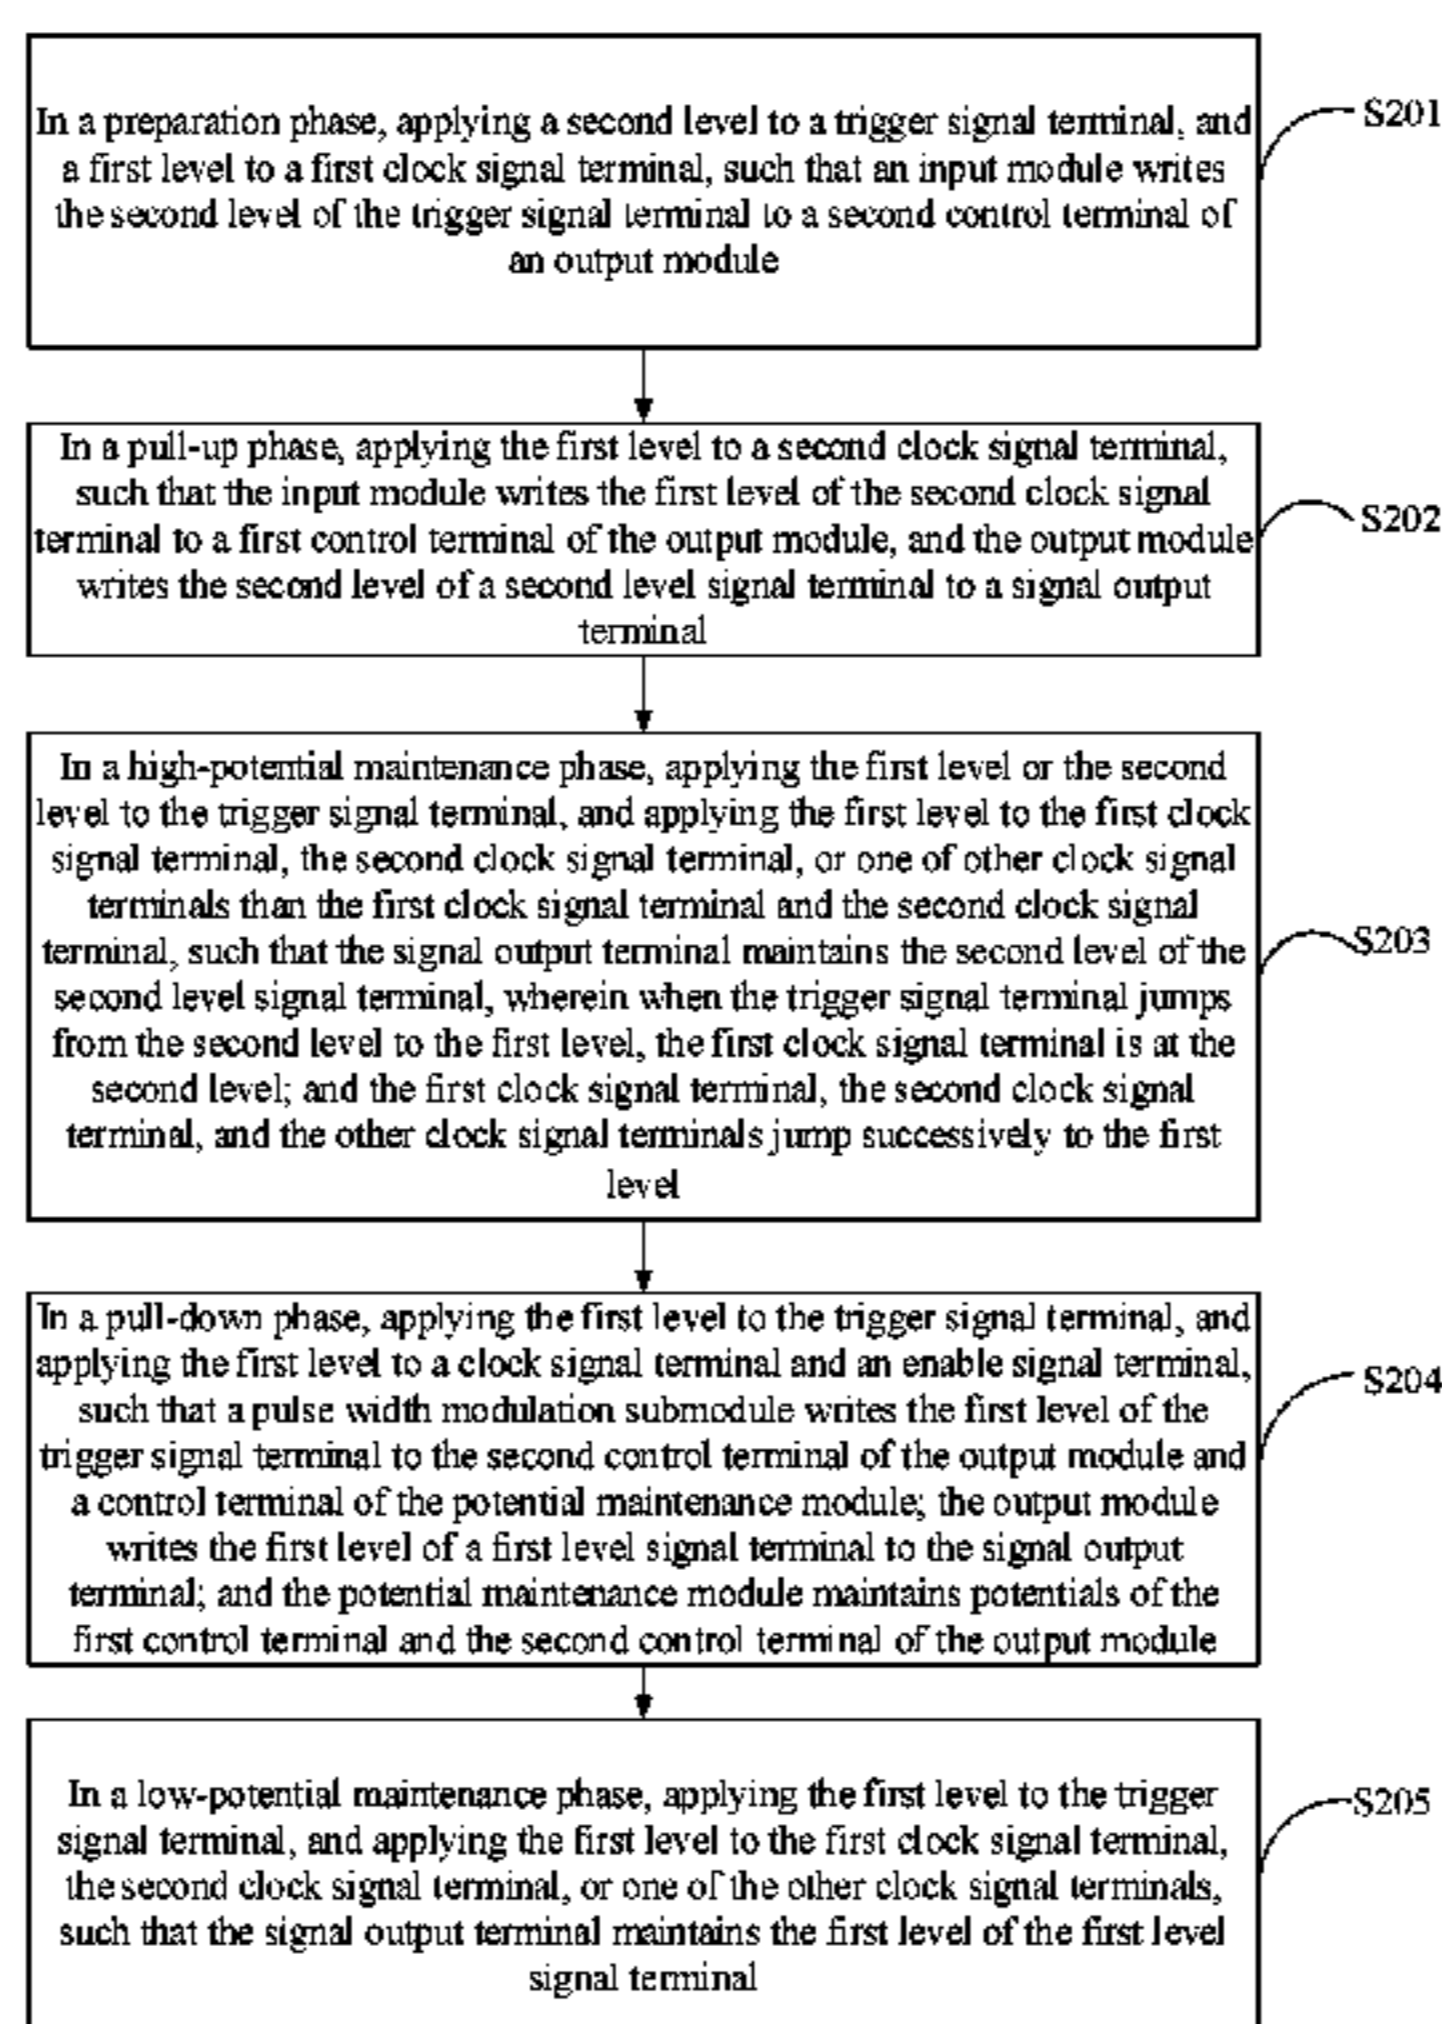 In a preparation phase, applying a second level to a trigger signal terminal, and
a first level to a first clock signal terminal, such that an input module writes
the second level of the trigger signal terminal to a second control terminal of
an output module
S201
In a pull-up phase, applying the first level to a second clock signal terminal,
such that the input module writes the first level of the second clock signal
terminal to a first control terminal of the output module, and the output module
writes the second level of a second level signal terminal to a signal output
terminal
S202
In a high-potential maintenance phase, applying the first level or the second
level to the trigger signal terminal, and applying the first level to the first clock
signal terminal, the second clock signal terminal, or one of other clock signal
terminals than the first clock signal terminal and the second clock signal
terminal, such that the signal output terminal maintains the second level of the
second level signal terminal, wherein when the trigger signal terminal jumps
from the second level to the first level, the first clock signal terminal is at the
second level; and the first clock signal terminal, the second clock signal
terminal, and the other clock signal terminals jump successively to the first
level
S203
In a pull-down phase, applying the first level to the trigger signal terminal, and
applying the first level to a clock signal terminal and an enable signal terminal,
such that a pulse width modulation submodule writes the first level of the
trigger signal terminal to the second control terminal of the output module and
a control terminal of the potential maintenance module; the output module
writes the first level of a first level signal terminal to the signal output
terminal; and the potential maintenance module maintains potentials of the
first control terminal and the second control terminal of the output module
S204
In a low-potential maintenance phase, applying the first level to the trigger
signal terminal, and applying the first level to the first clock signal terminal,
the second clock signal terminal, or one of the other clock signal terminals,
such that the signal output terminal maintains the first level of the first level
signal terminal
S205